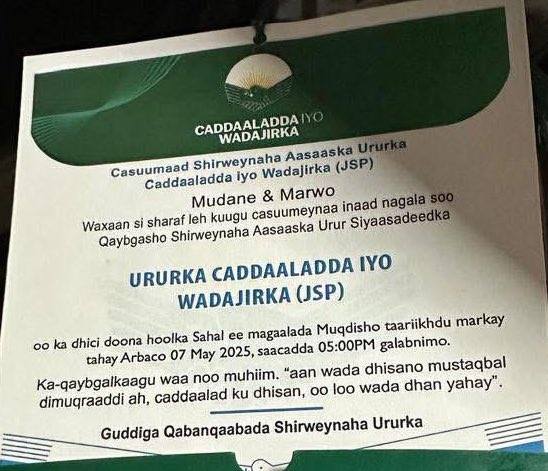 CADDAALADDA IYO
WADAJIRKA
Casuumaad Shirweynaha Aasaaska Ururka
Caddaaladda iyo Wadajirka (JSP)
Mudane & Marwo
Waxaan si sharaf leh kuugu casuumeynaa inaad nagala soo
Qaybgasho Shirweynaha Aasaaska Urur Siyaasadeedka
URURKA CADDAALADDA IYO
WADAJIRKA (JSP)
oo ka dhici doona hoolka Sahal ee magaalada Muqdisho taariikhdu markay
tahay Arbaco 07 May 2025, saacadda 05:00PM galabnimo.
Ka-qaybgalkaagu waa noo muhiim. “aan wada dhisano mustaqbal
dimuqraaddi ah, caddaalad ku dhisan, oo loo wada dhan yahay”.
Guddiga Qabanqaabada Shirweynaha Ururka